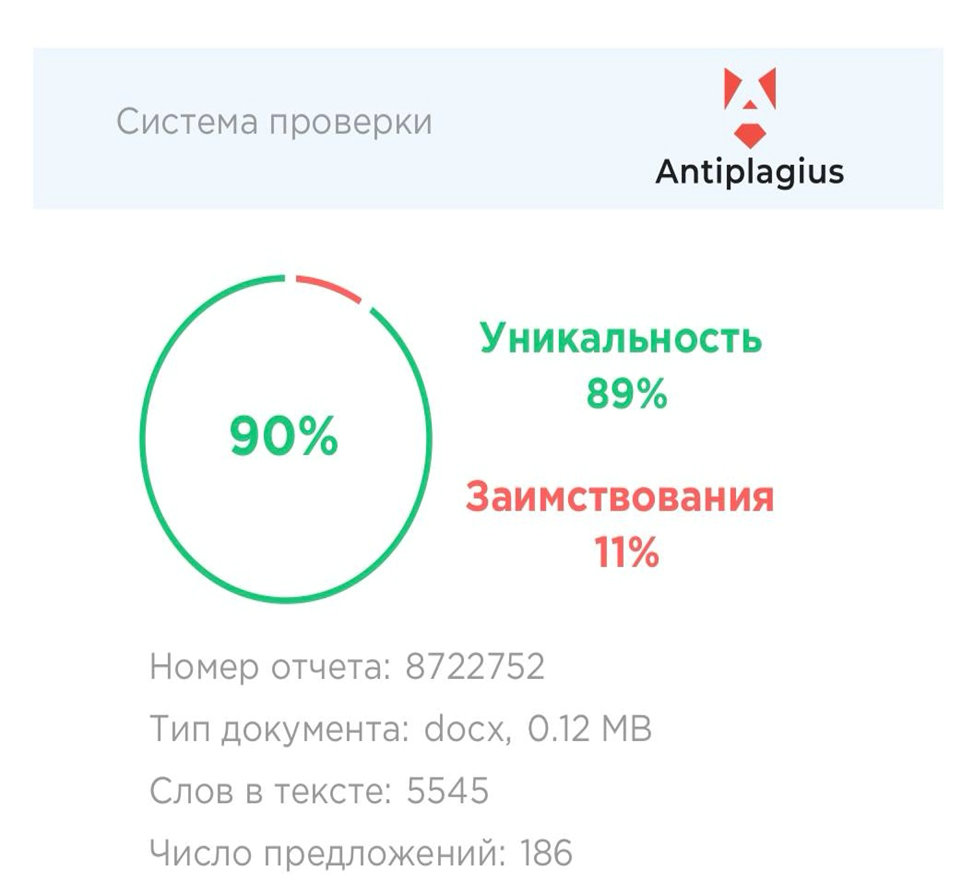 Система проверки
Antiplagius
90%
Уникальность
89%
Заимствования
11%
Номер отчета: 8722752
Тип документа: docx, 0.12 MB
Слов в тексте: 5545
Число предложений: 186